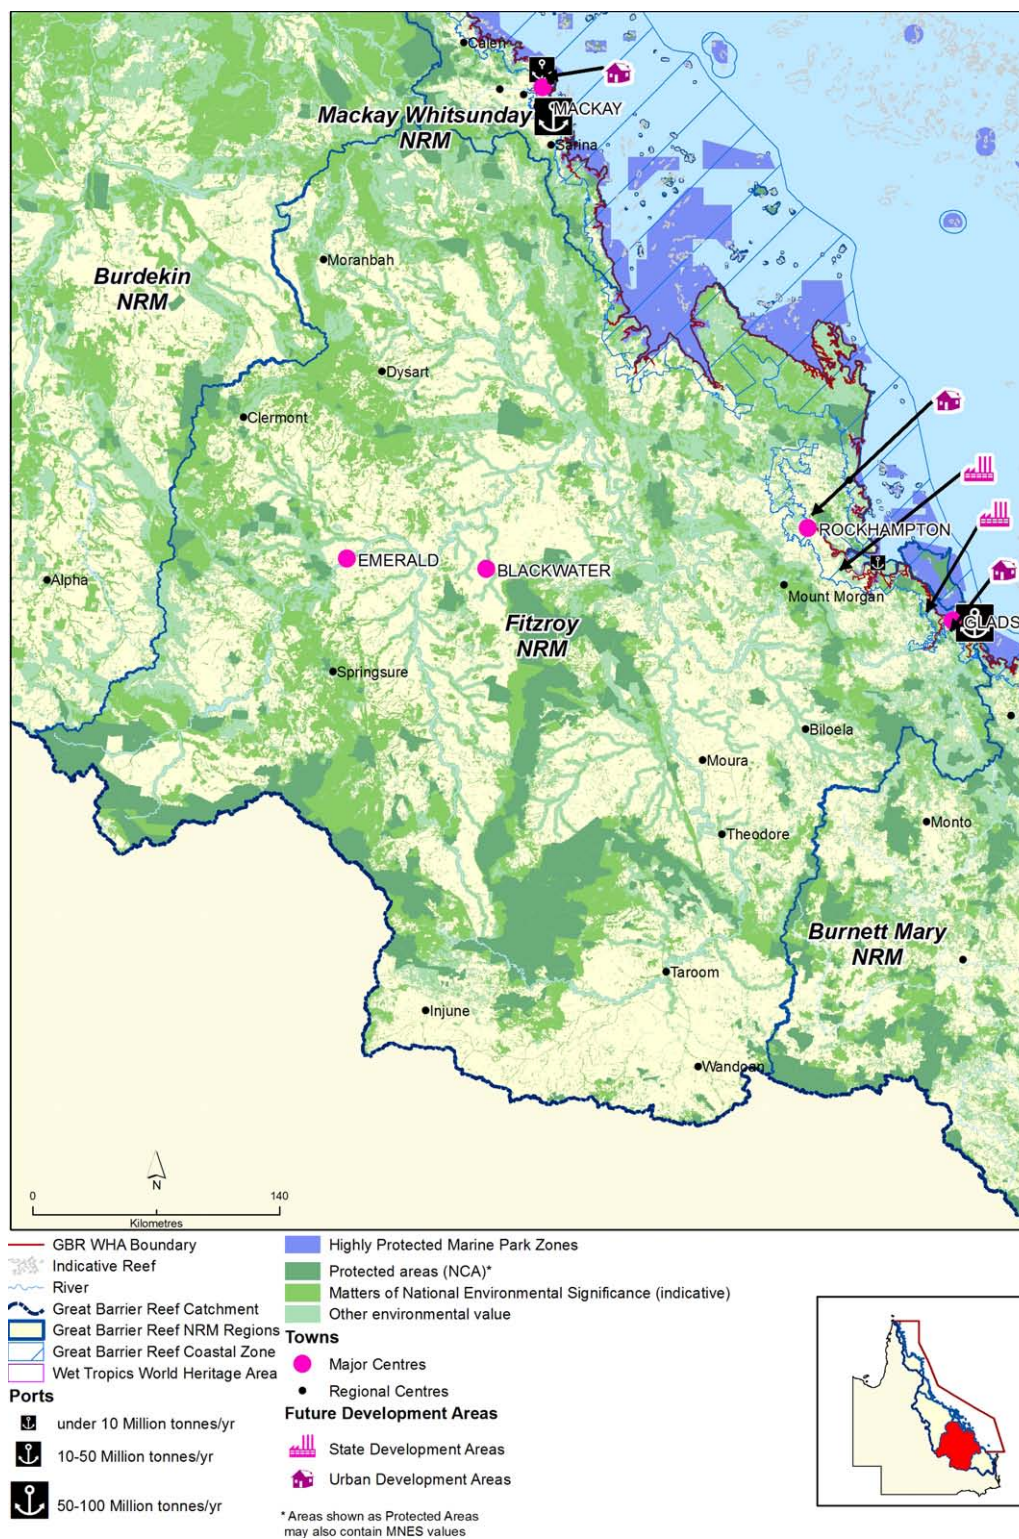 Calen
MACKAY
Mackay Whitsunday
NRM
Sarina
Moranbah
Burdekin
NRM
Dysart
Clermont
ROCKHAMPTON
EMERALD
BLACKWATER
Alpha
Mount Morgan
Fitzroy
NRM
GLADS
Springsure
Biloela
Moura
Monto
Theodore
Burnett Mary
NRM
Taroom
Injune
Wandoan
N
0
140
Kilometres
GBR WHA Boundary
Indicative Reef
River
Great Barrier Reef Catchment
Great Barrier Reef NRM Regions
Great Barrier Reef Coastal Zone
Wet Tropics World Heritage Area
Ports
under 10 Million tonnes/yr
10-50 Million tonnes/yr
50-100 Million tonnes/yr
Highly Protected Marine Park Zones
Protected areas (NCA)*
Matters of National Environmental Significance (indicative)
Other environmental value
Towns
Major Centres
Regional Centres
Future Development Areas
State Development Areas
Urban Development Areas
* Areas shown as Protected Areas
may also contain MNES values